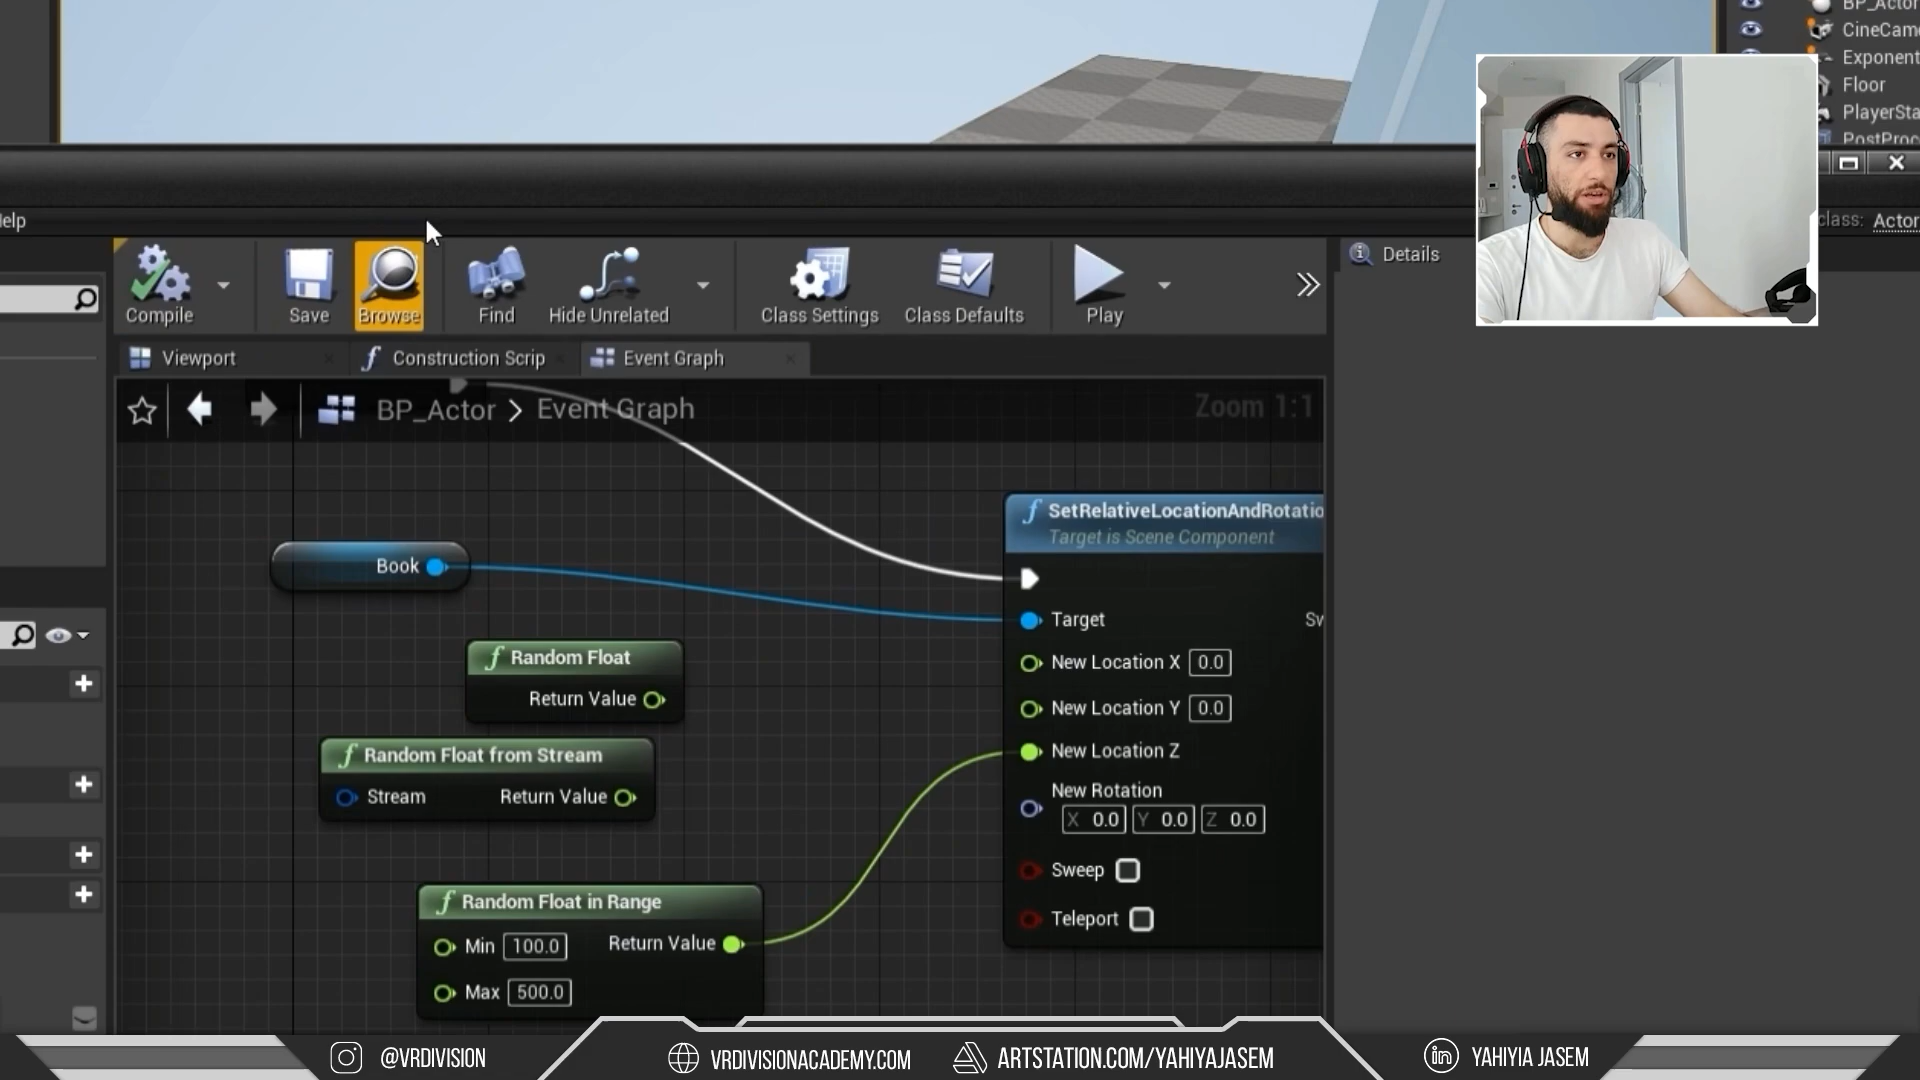 BP_Actor
CineCam
Exponent
Floor
PlayerSta
PostProc
Help
class: Actor
Compile
Save
Browse
Find
Hide Unrelated
Class Settings
Class Defaults
Play
Details
Viewport
Construction Scrip
Event Graph
BP_Actor > Event Graph
Zoom 1:1
SetRelativeLocationAndRotatio
Target is Scene Component
Book
Target
Sw
Random Float
Return Value
New Location X 0.0
New Location Y 0.0
New Location Z
Random Float from Stream
Stream
Return Value
New Rotation
X 0.0 Y 0.0 Z 0.0
Sweep
Teleport
Random Float in Range
Min 100.0
Return Value
Max 500.0
@VRDIVISION
VRDIVISIONACADEMY.COM
ARTSTATION.COM/YAHIYAJASEM
in
YAHIYIA JASEM